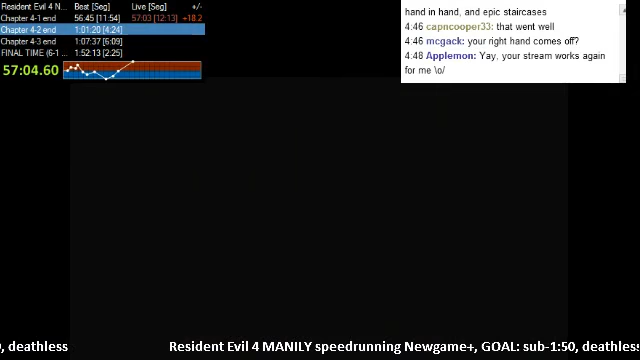 Resident Evil 4 N... Best [Seg] Live [Seg] +/-
Chapter 4-1 end 56:45 [11:54] 57:03 [12:13] +18.2
Chapter 4-2 end 1:01:20 [4:24]
Chapter 4-3 end 1:07:37 [6:09]
FINAL TIME (6-1 ... 1:52:13 [2:25]
57:04.60
hand in hand, and epic staircases
4:46 capncooper33: that went well
4:46 mcgack: your right hand comes off?
4:48 Applemon: Yay, your stream works again
for me \o/
, deathless Resident Evil 4 MANILY speedrunning Newgame+, GOAL: sub-1:50, deathless